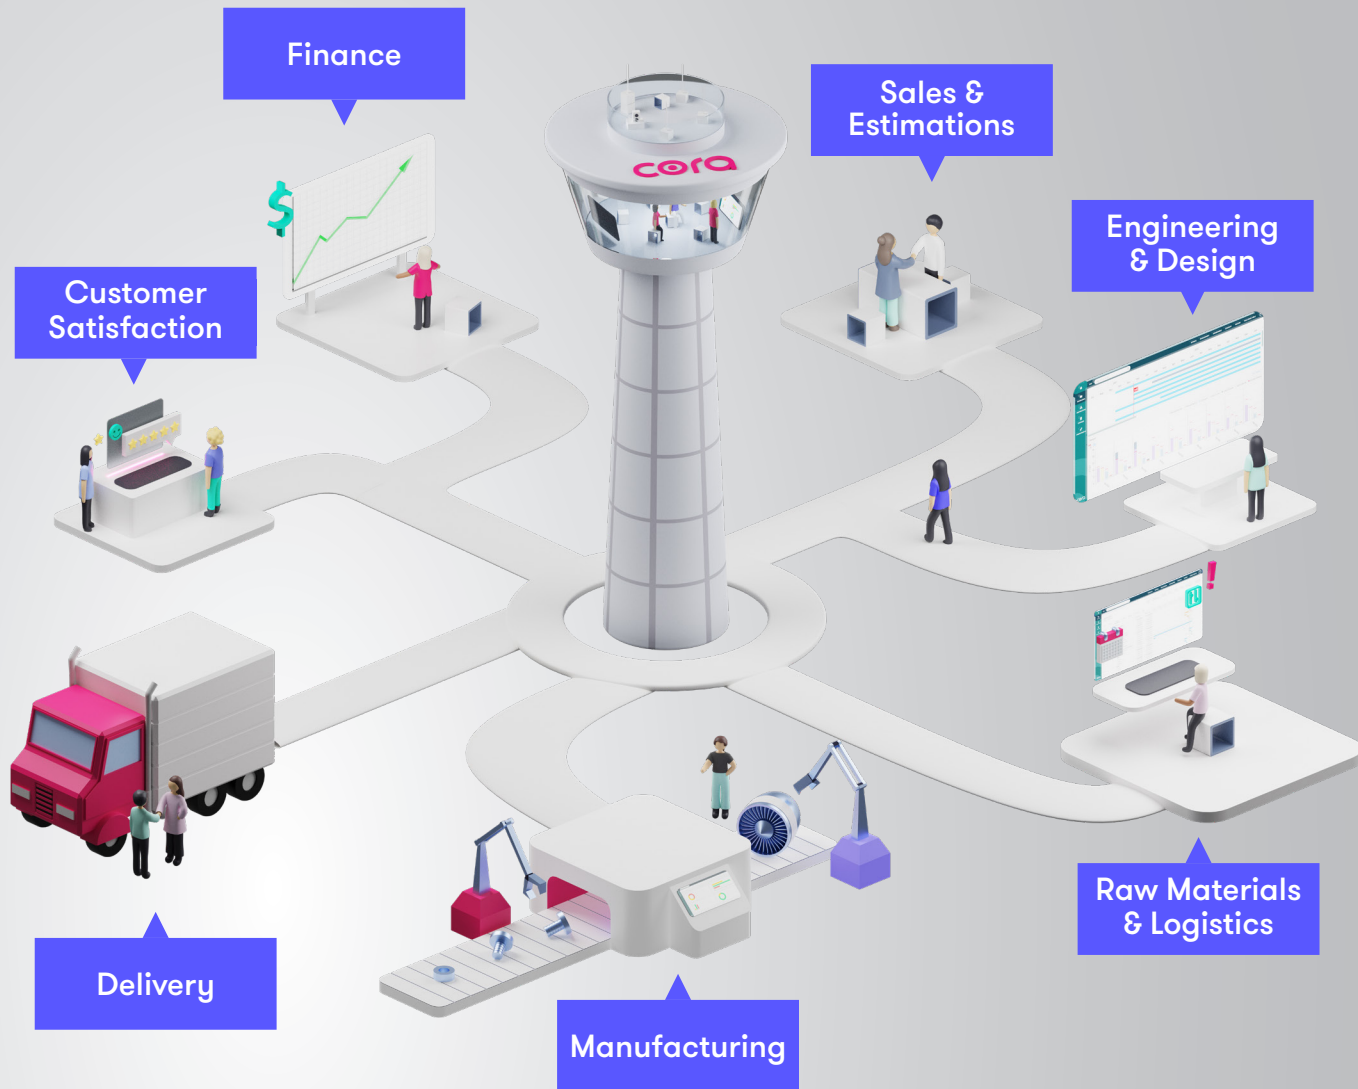 Finance
Sales &
Estimations
cora
Engineering
& Design
Customer
Satisfaction
Raw Materials
& Logistics
Delivery
Manufacturing